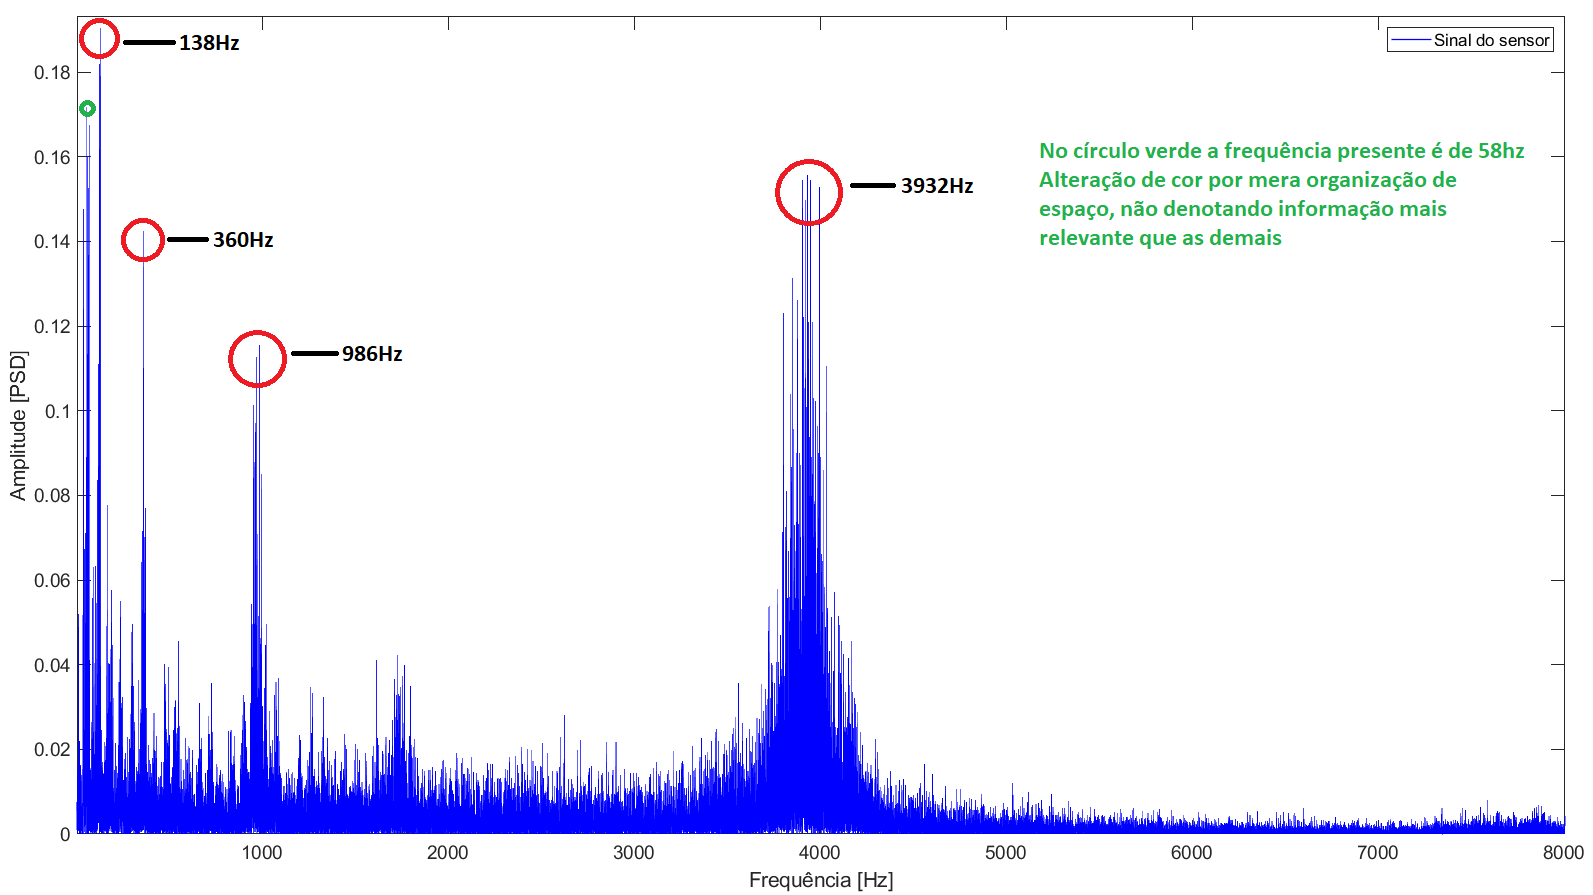 138Hz
Sinal do sensor
0.18
No círculo verde a frequência presente é de 58hz
Alteração de cor por mera organização de
espaço, não denotando informação mais
relevante que as demais
0.16
3932Hz
0.14
360Hz
0.12
986Hz
0.1
Amplitude [PSD]
0.08
0.06
0.04
0.02
0
1000 2000 3000 4000 5000 6000 7000 8000
Frequência [Hz]